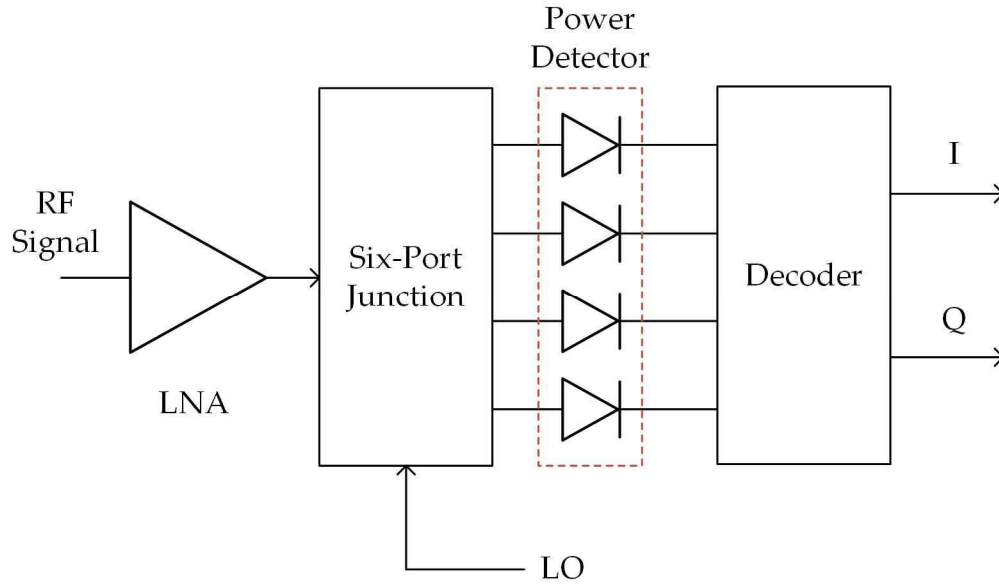 Power
Detector
RF
Signal
LNA
Six-Port
Junction
Decoder
I
Q
LO